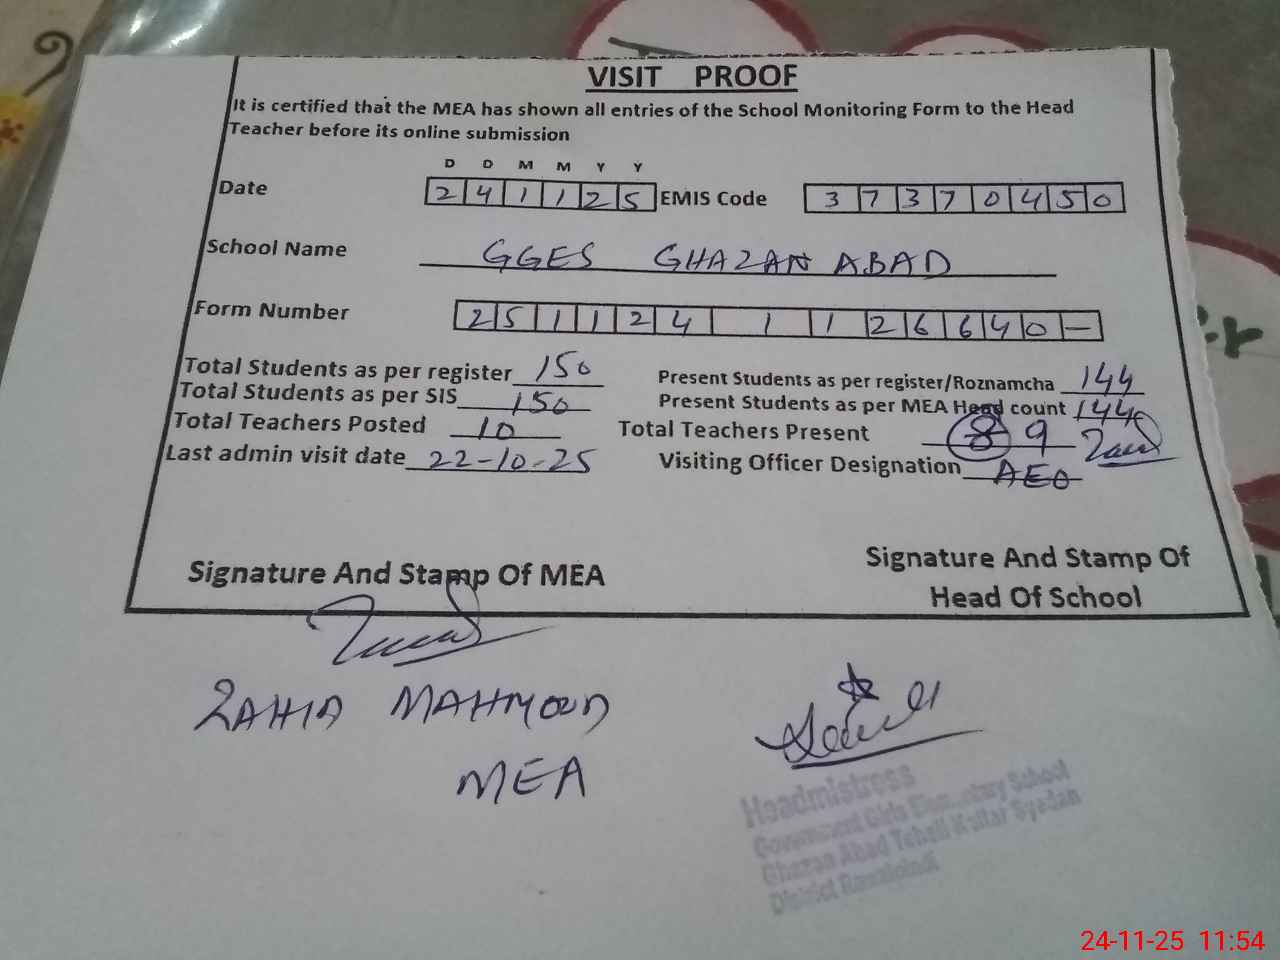 VISIT PROOF
It is certified that the MEA has shown all entries of the School Monitoring Form to the Head
Teacher before its online submission
D D M M Y Y
Date 2 4 1 1 2 5 EMIS Code 3 7 3 7 0 4 5 0
School Name GGES GHAZAN ABAD
Form Number 2 5 1 1 2 4 1 1 2 6 6 4 0 -
Total Students as per register 150 Present Students as per register/Roznamcha 144
Total Students as per SIS 150 Present Students as per MEA Head count 144
Total Teachers Posted 10 Total Teachers Present 8 9
Last admin visit date 22-10-25 Visiting Officer Designation AEO
Signature And Stamp Of MEA Signature And Stamp Of
Head Of School
ZAHID MAHMOOD
MEA
Headmistress
Government Girls Elementary School
Ghazan Abad Tehsil Kallar Syedan
District Rawalpindi
24-11-25 11:54